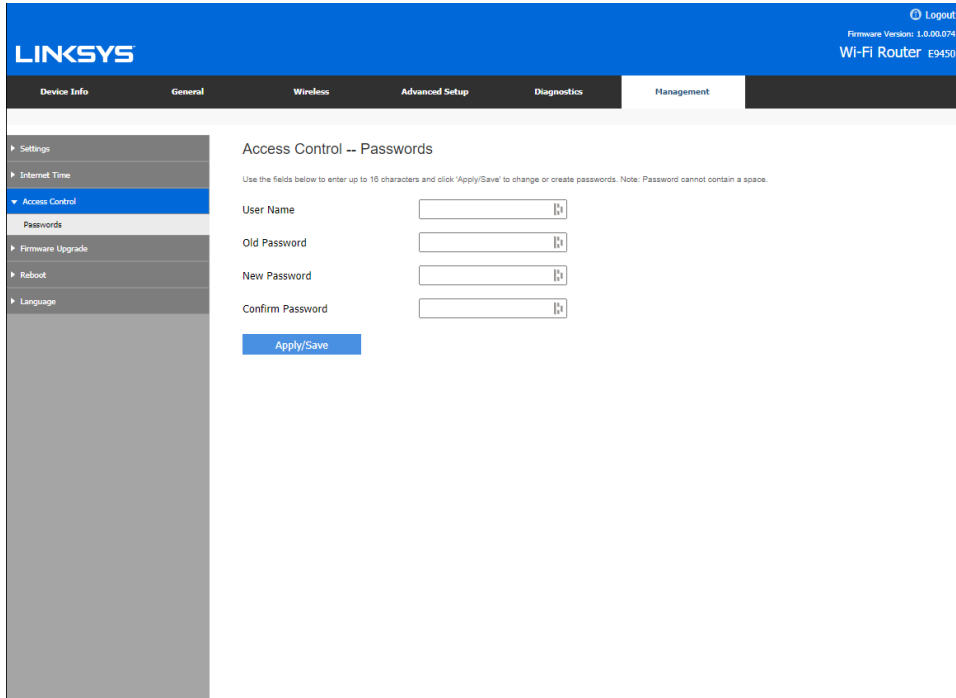 Logout
Firmware Version: 1.0.00.074
LINKSYS
Wi-Fi Router E9450
Device Info General Wireless Advanced Setup Diagnostics Management
Settings
Internet Time
Access Control
Passwords
Firmware Upgrade
Reboot
Language
Access Control -- Passwords
Use the fields below to enter up to 16 characters and click 'Apply/Save' to change or create passwords. Note: Password cannot contain a space.
User Name
Old Password
New Password
Confirm Password
Apply/Save